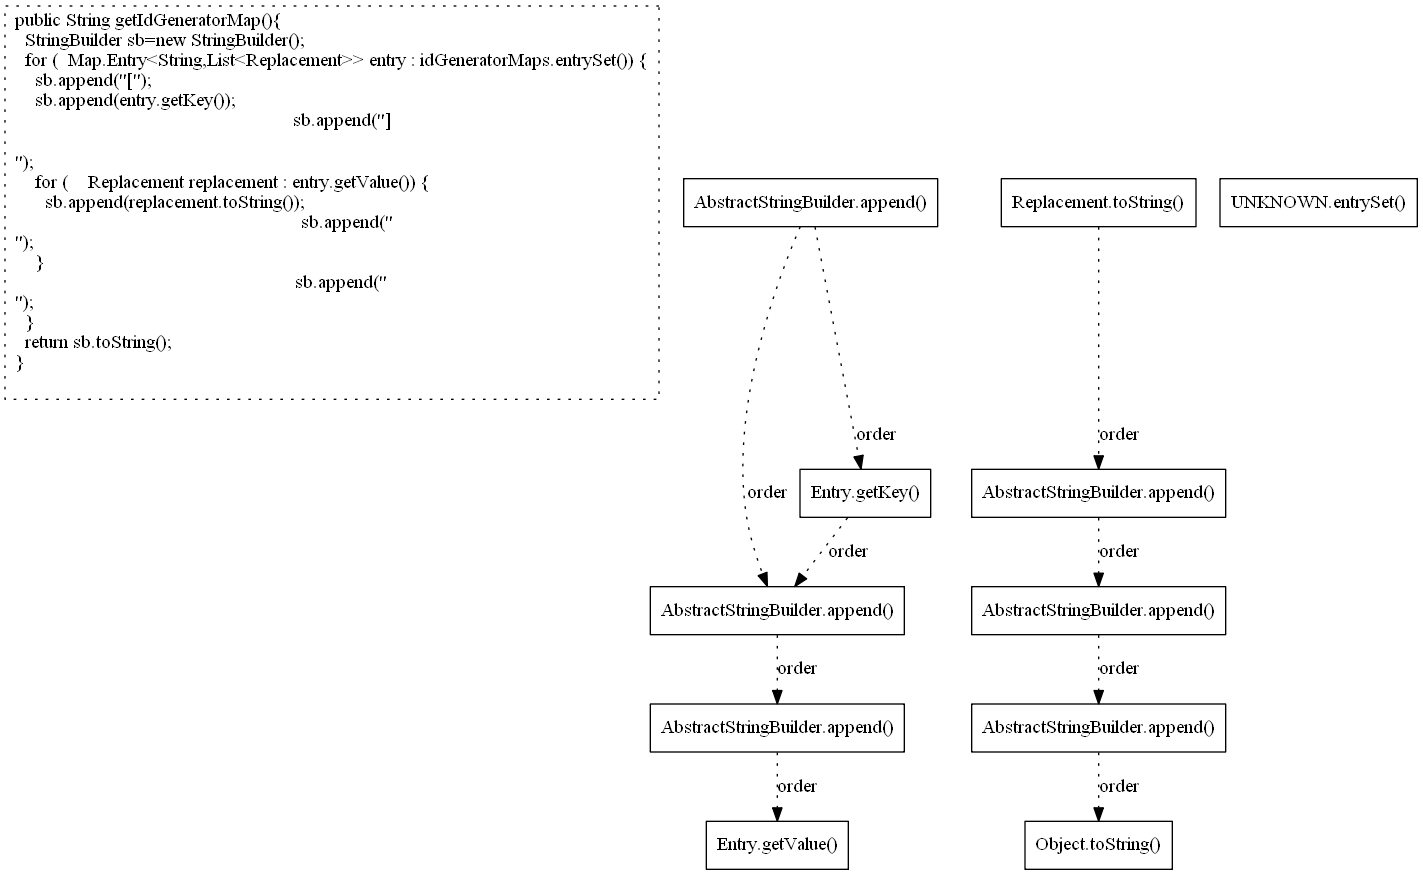 public String getIdGeneratorMap(){
StringBuilder sb=new StringBuilder();
for (  Map.Entry<String,List<Replacement>> entry : idGeneratorMaps.entrySet()) {
sb.append("[");
sb.append(entry.getKey());
sb.append("]
");
for (    Replacement replacement : entry.getValue()) {
sb.append(replacement.toString());
sb.append("
");
}
sb.append("
");
}
return sb.toString();
}
AbstractStringBuilder.append()
Replacement.toString()
UNKNOWN.entrySet()
order
order
order
Entry.getKey()
AbstractStringBuilder.append()
order
order
AbstractStringBuilder.append()
AbstractStringBuilder.append()
order
order
AbstractStringBuilder.append()
AbstractStringBuilder.append()
order
order
Entry.getValue()
Object.toString()